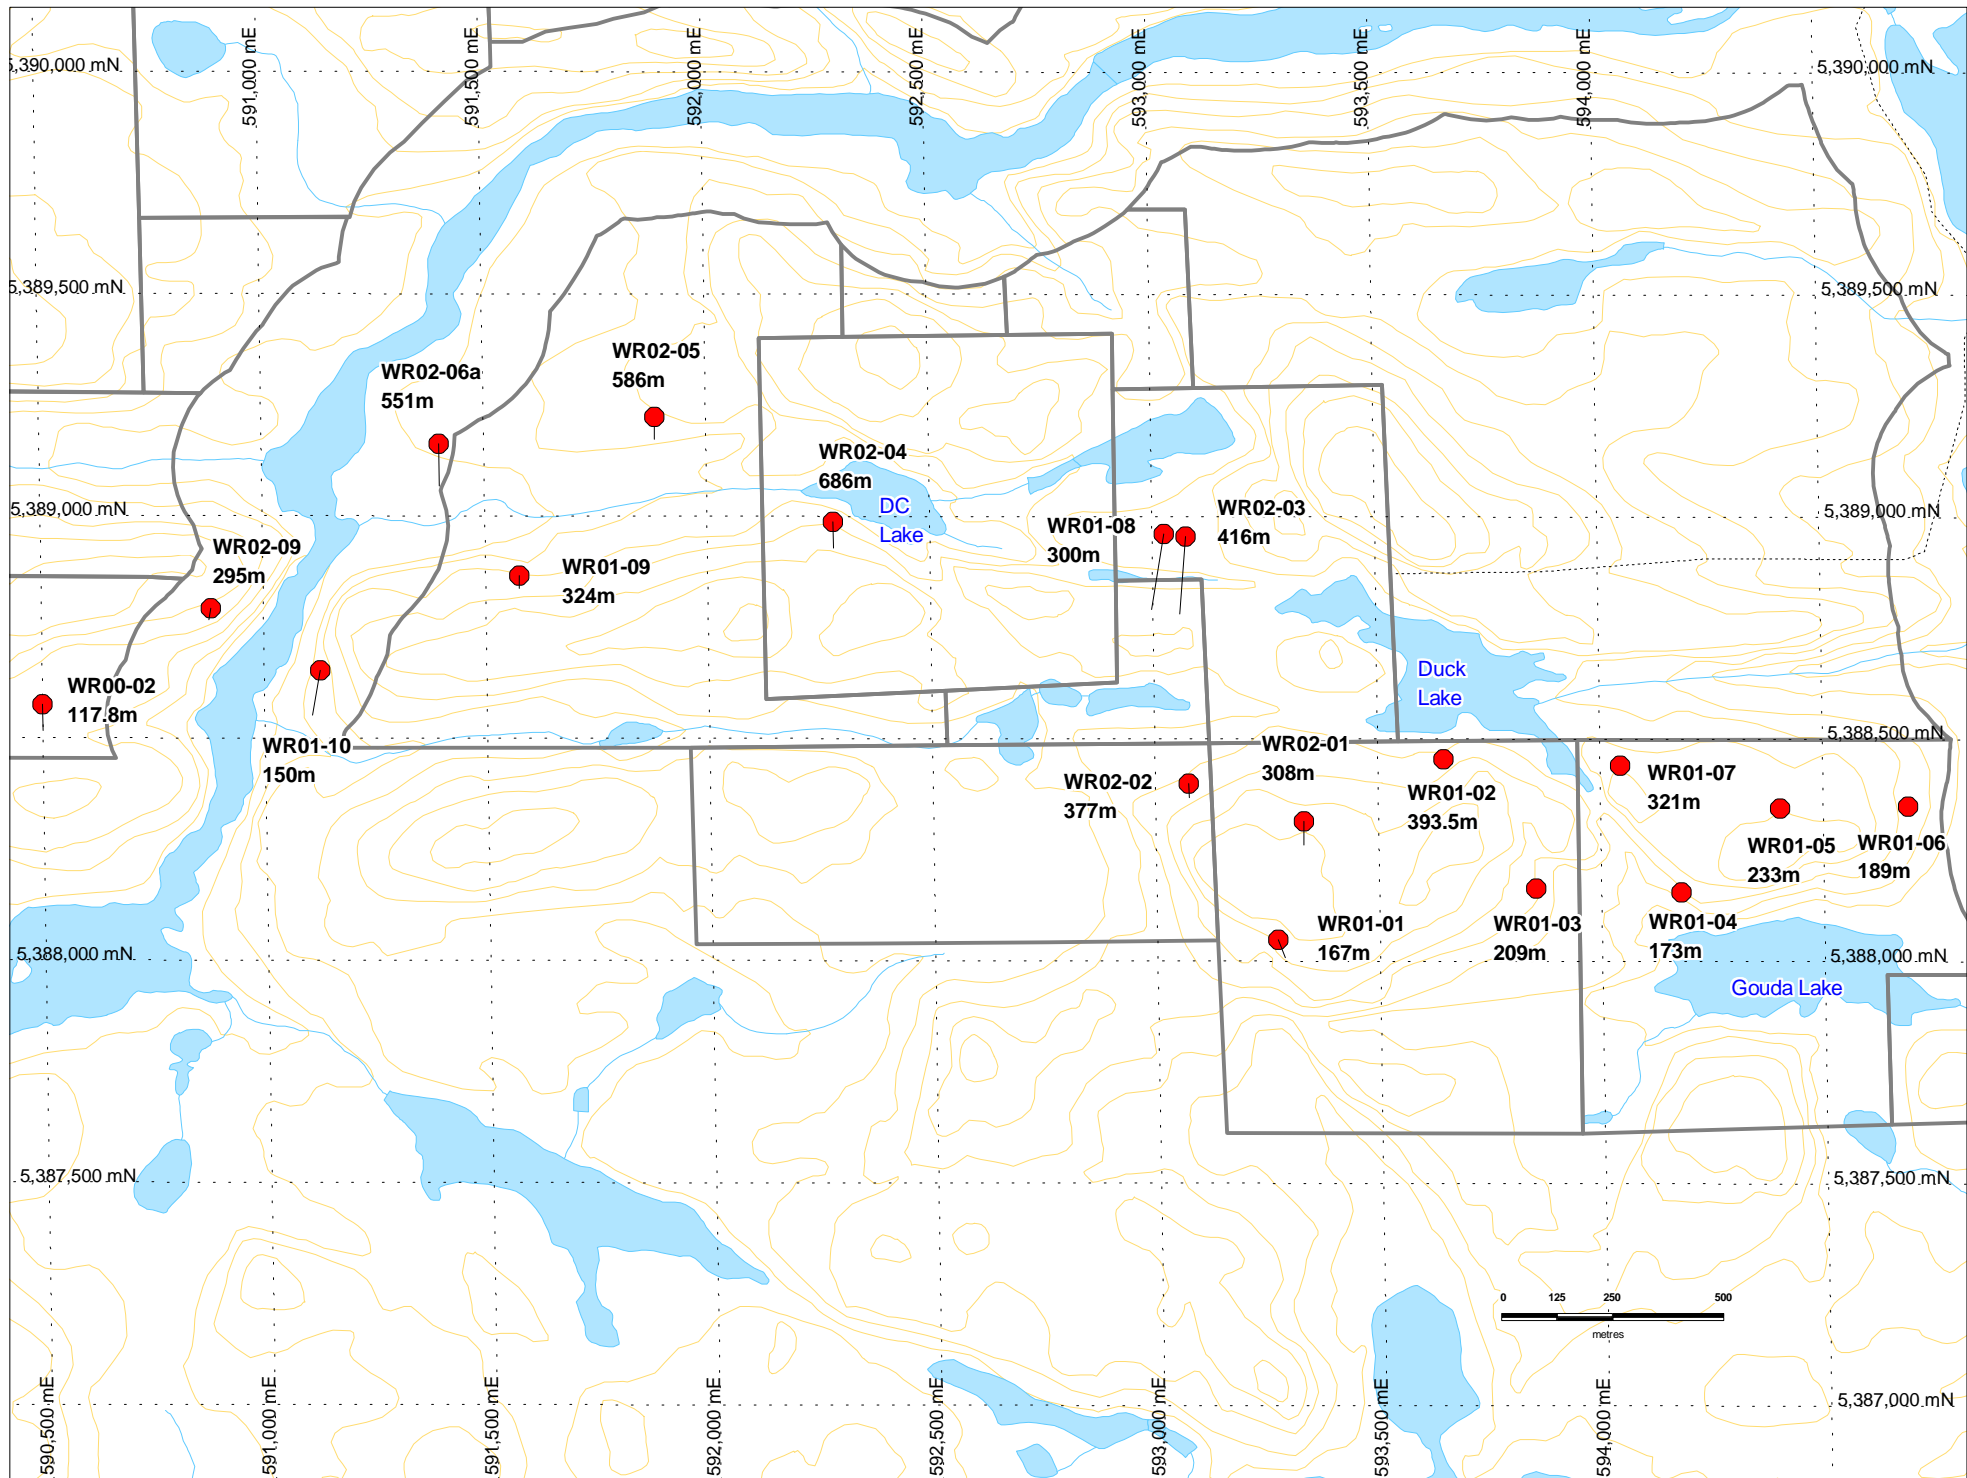 591,000 mE
591,500 mE
592,000 mE
592,500 mE
593,000 mE
593,500 mE
594,000 mE
5,390,000 mN
5,390,000 mN
5,389,500 mN
5,389,500 mN
WR02-05
586m
WR02-06a
551m
WR02-04
686m
DC
Lake
5,389,000 mN
5,389,000 mN
WR02-03
416m
WR01-08
300m
WR02-09
295m
WR01-09
324m
WR00-02
117.8m
Duck
Lake
WR01-10
150m
5,388,500 mN
WR02-01
308m
WR02-02
377m
WR01-02
393.5m
WR01-07
321m
WR01-05
233m
WR01-06
189m
WR01-01
167m
WR01-03
209m
WR01-04
173m
5,388,000 mN
5,388,000 mN
Gouda Lake
5,387,500 mN
5,387,500 mN
0 125 250 500
metres
5,387,000 mN
590,500 mE
591,000 mE
591,500 mE
592,000 mE
592,500 mE
593,000 mE
593,500 mE
594,000 mE